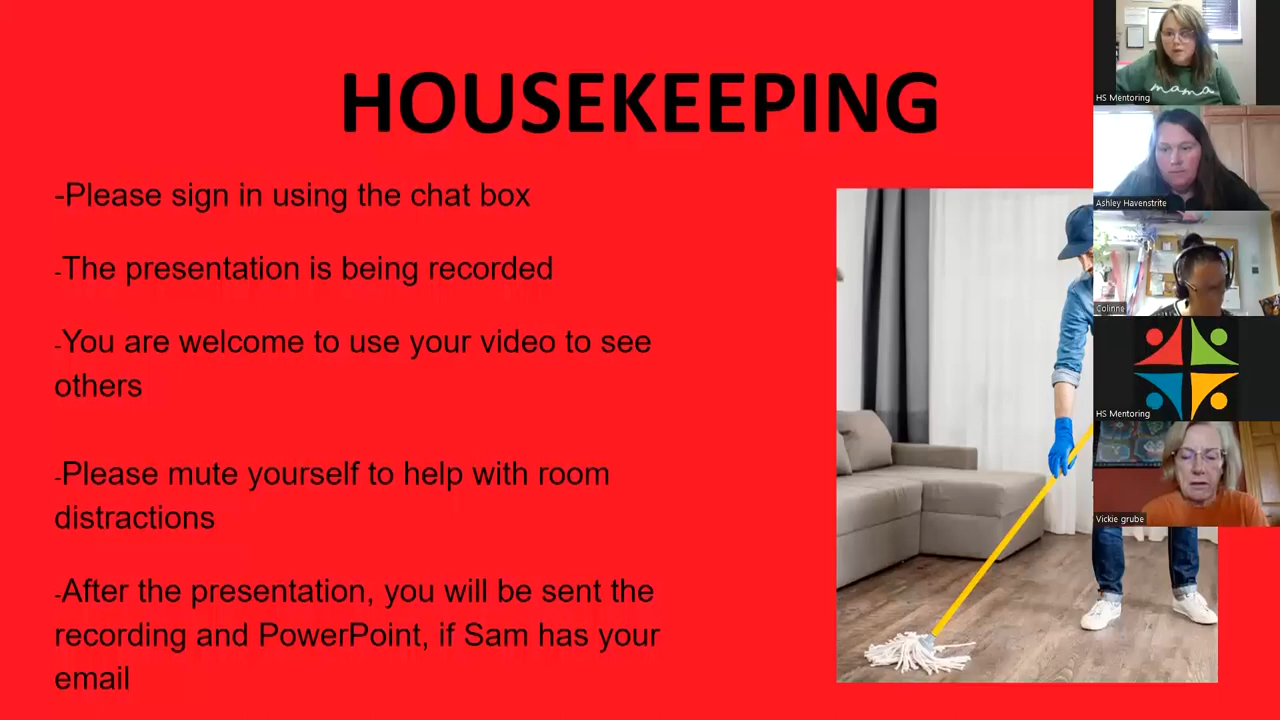 HOUSEKEEPING
-Please sign in using the chat box
-The presentation is being recorded
-You are welcome to use your video to see
others
-Please mute yourself to help with room
distractions
-After the presentation, you will be sent the
recording and PowerPoint, if Sam has your
email
mama
HS Mentoring
Ashley Havenstrite
Colinne
HS Mentoring
Vickie grube